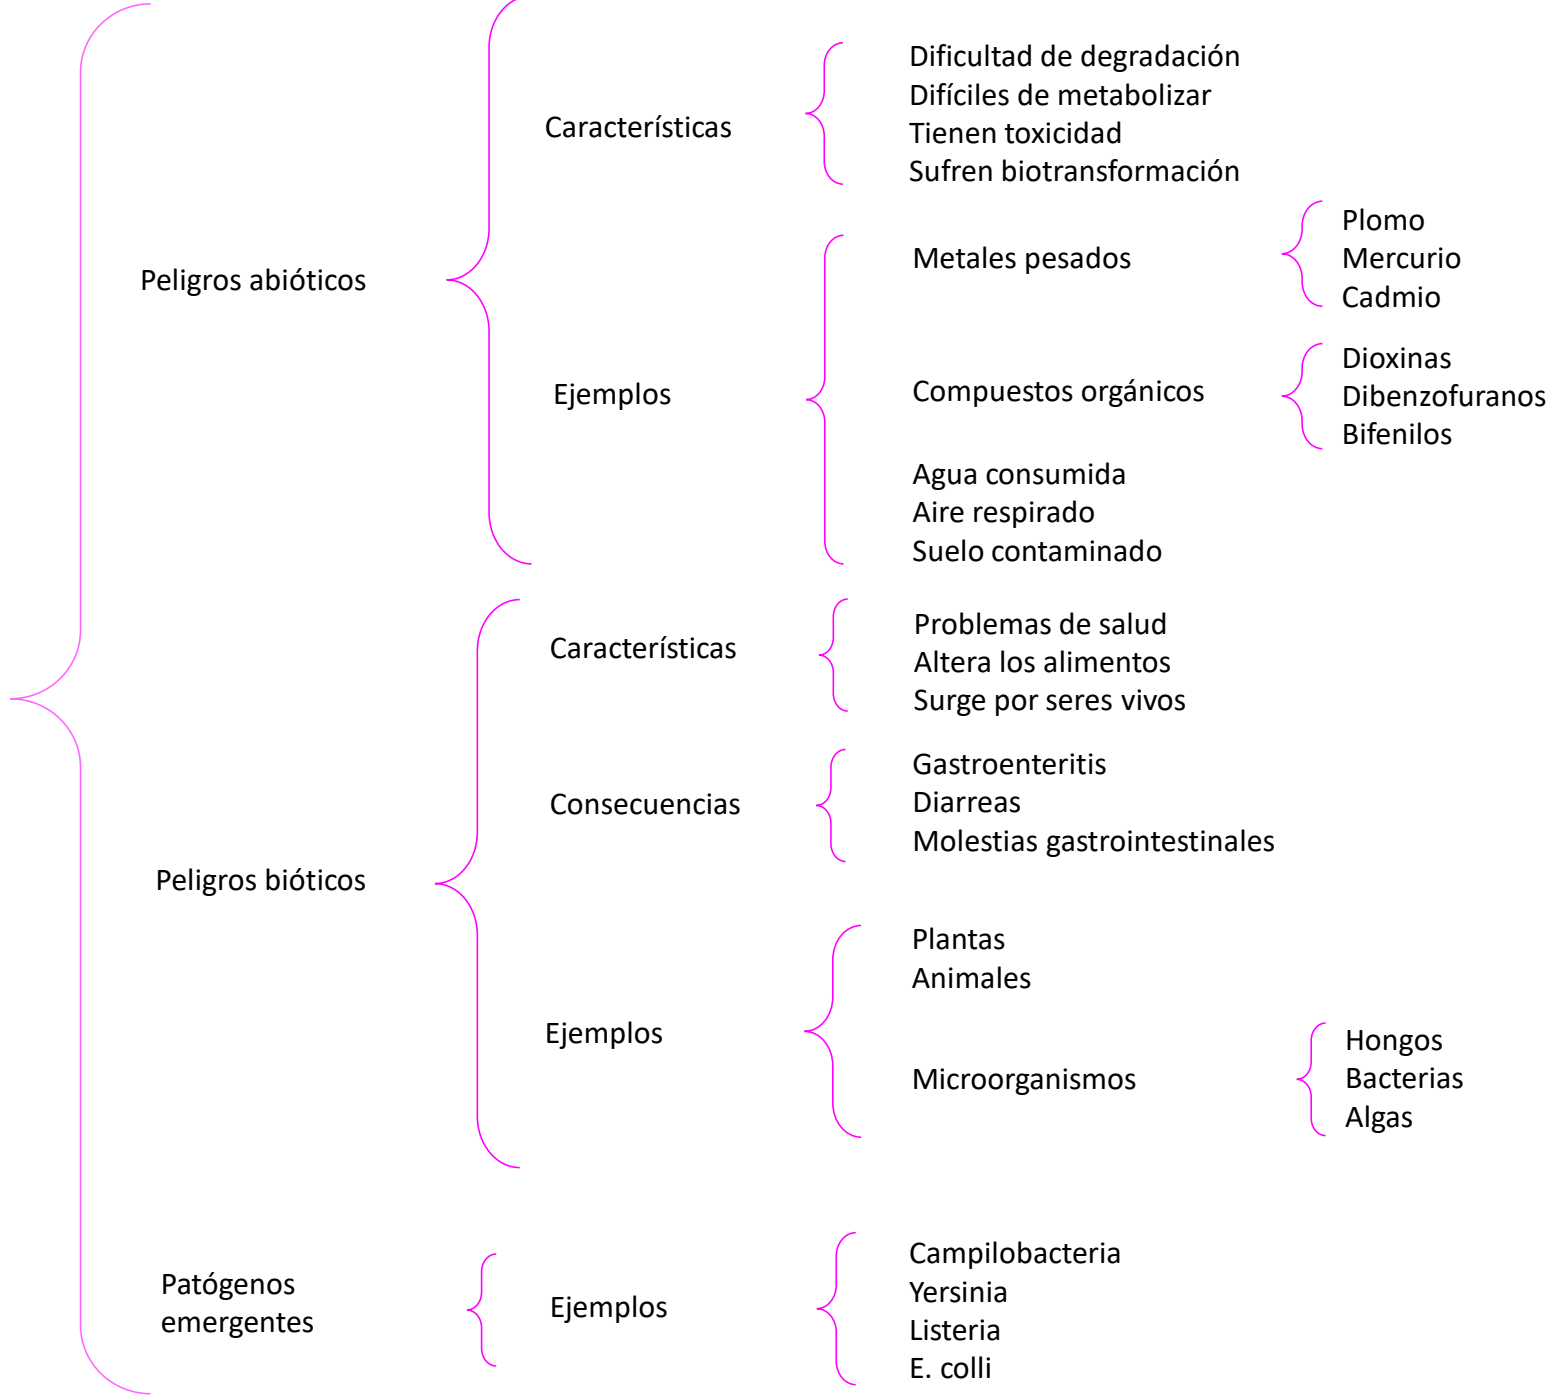 Peligros abióticos
Características
Dificultad de degradación
Difíciles de metabolizar
Tienen toxicidad
Sufren biotransformación
Ejemplos
Metales pesados
Plomo
Mercurio
Cadmio
Compuestos orgánicos
Dioxinas
Dibenzofuranos
Bifenilos
Agua consumida
Aire respirado
Suelo contaminado
Peligros bióticos
Características
Problemas de salud
Altera los alimentos
Surge por seres vivos
Consecuencias
Gastroenteritis
Diarreas
Molestias gastrointestinales
Ejemplos
Plantas
Animales
Microorganismos
Hongos
Bacterias
Algas
Patógenos
emergentes
Ejemplos
Campilobacteria
Yersinia
Listeria
E. colli